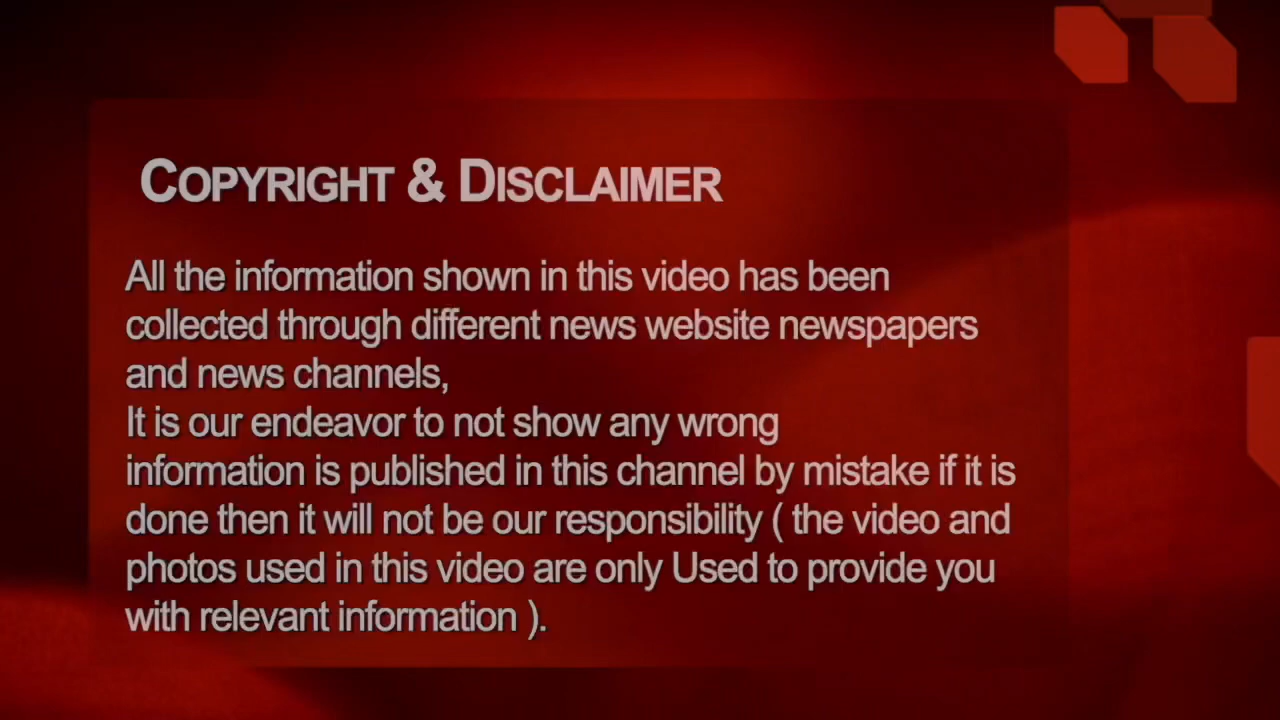 COPYRIGHT & DISCLAIMER
All the information shown in this video has been
collected through different news website newspapers
and news channels,
It is our endeavor to not show any wrong
information is published in this channel by mistake if it is
done then it will not be our responsibility ( the video and
photos used in this video are only Used to provide you
with relevant information ).